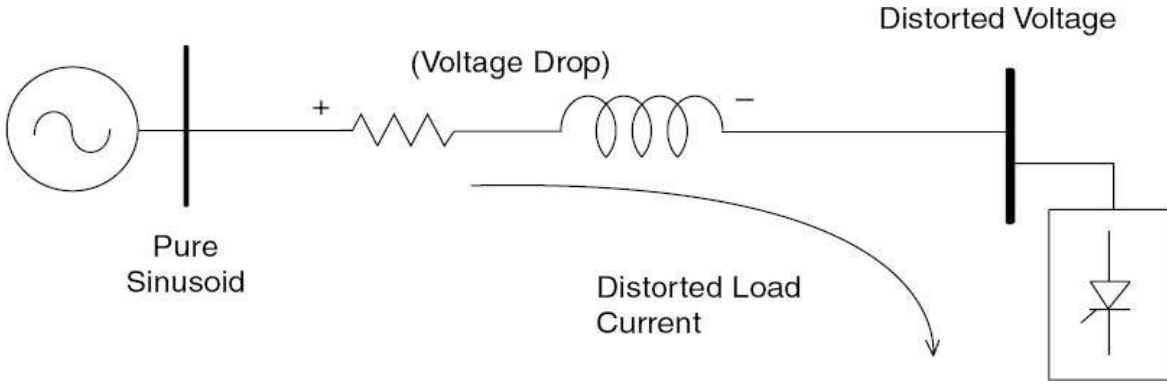 Distorted Voltage
(Voltage Drop)
+
−
Pure
Sinusoid
Distorted Load
Current